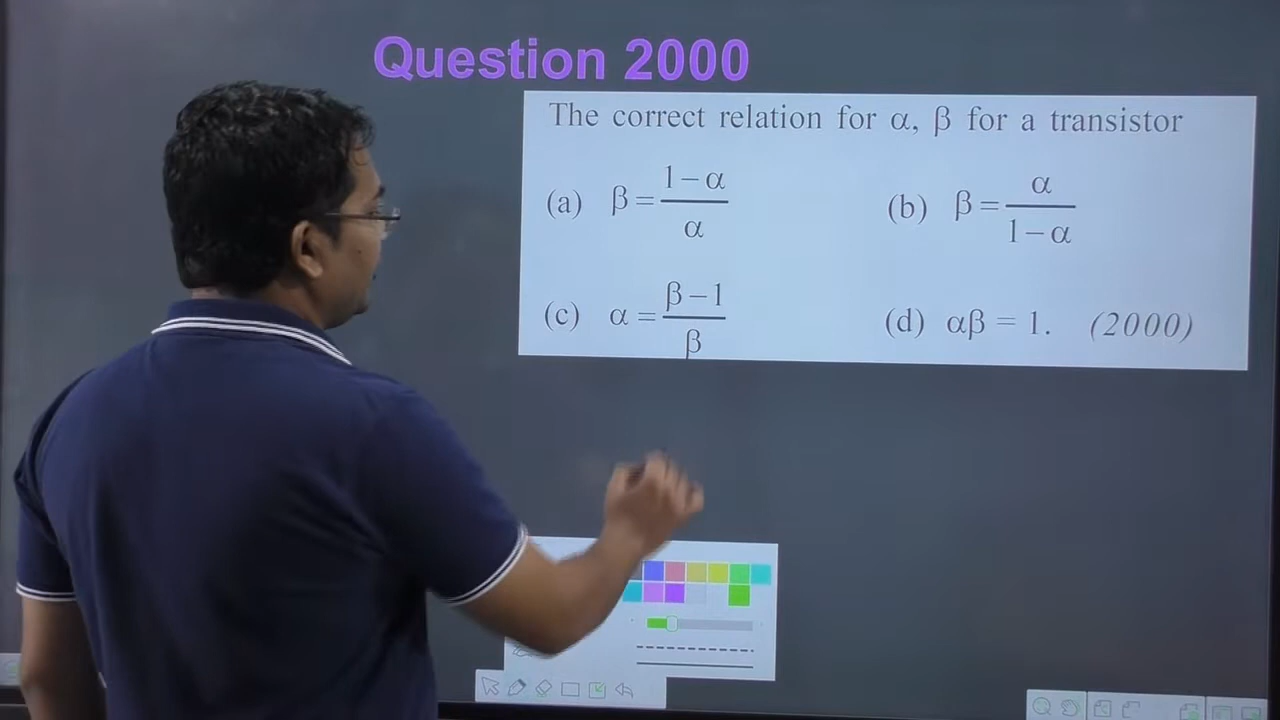 Question 2000
The correct relation for α, β for a transistor
(a) β = (1 − α)/α (b) β = α/(1 − α)
(c) α = (β − 1)/β (d) αβ = 1. (2000)